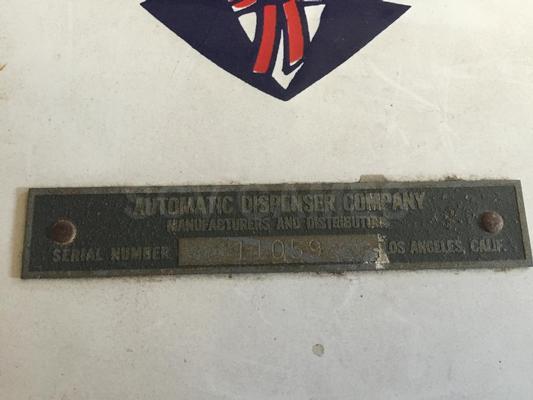 AUTOMATIC DISPENSER COMPANY
MANUFACTURERS AND DISTRIBUTORS
SERIAL NUMBER 11059 LOS ANGELES, CALIF.